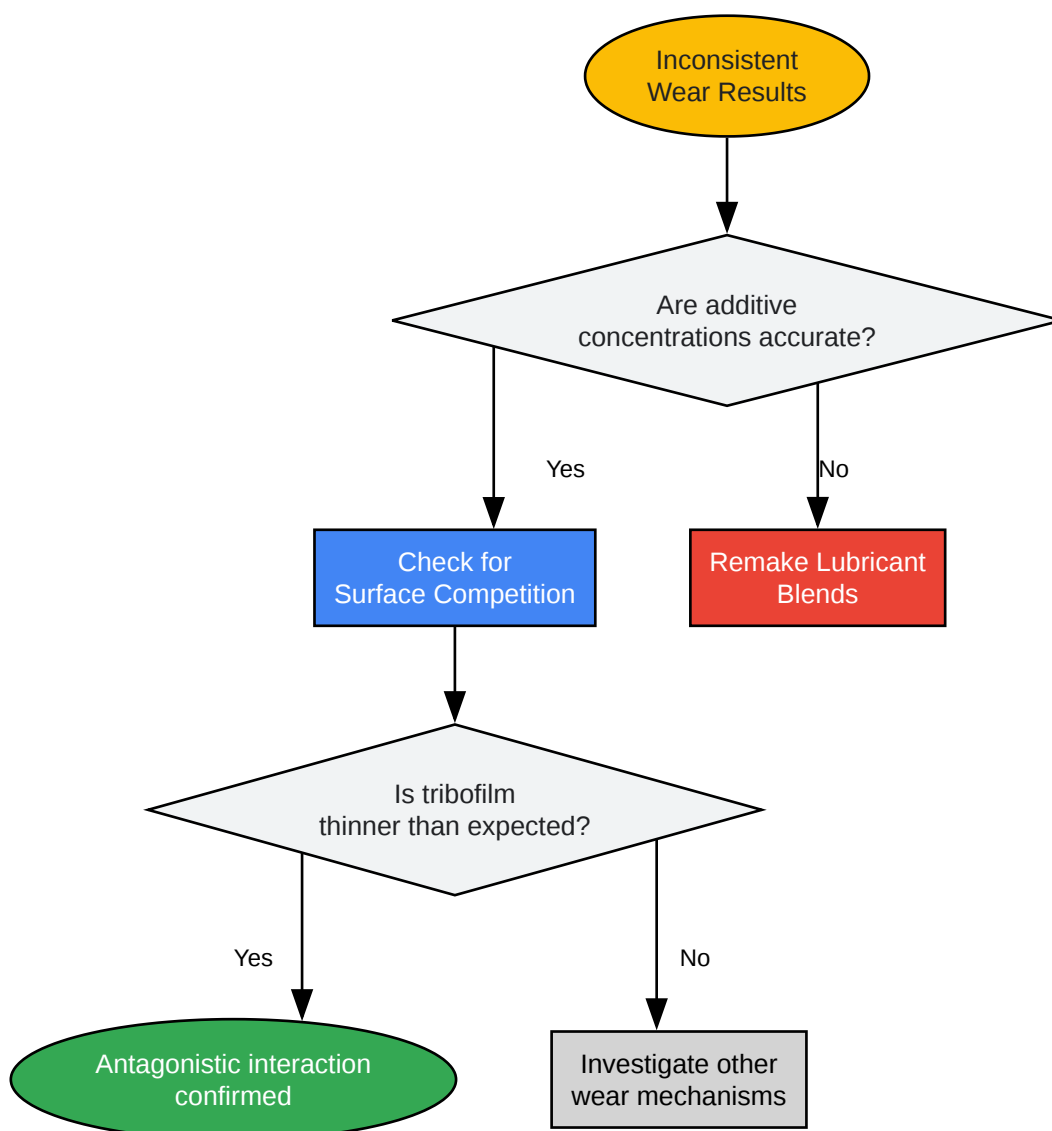 Inconsistent
Wear Results
Are additive
concentrations accurate?
Yes
No
Check for
Surface Competition
Remake Lubricant
Blends
Is tribofilm
thinner than expected?
Yes
No
Antagonistic interaction
confirmed
Investigate other
wear mechanisms